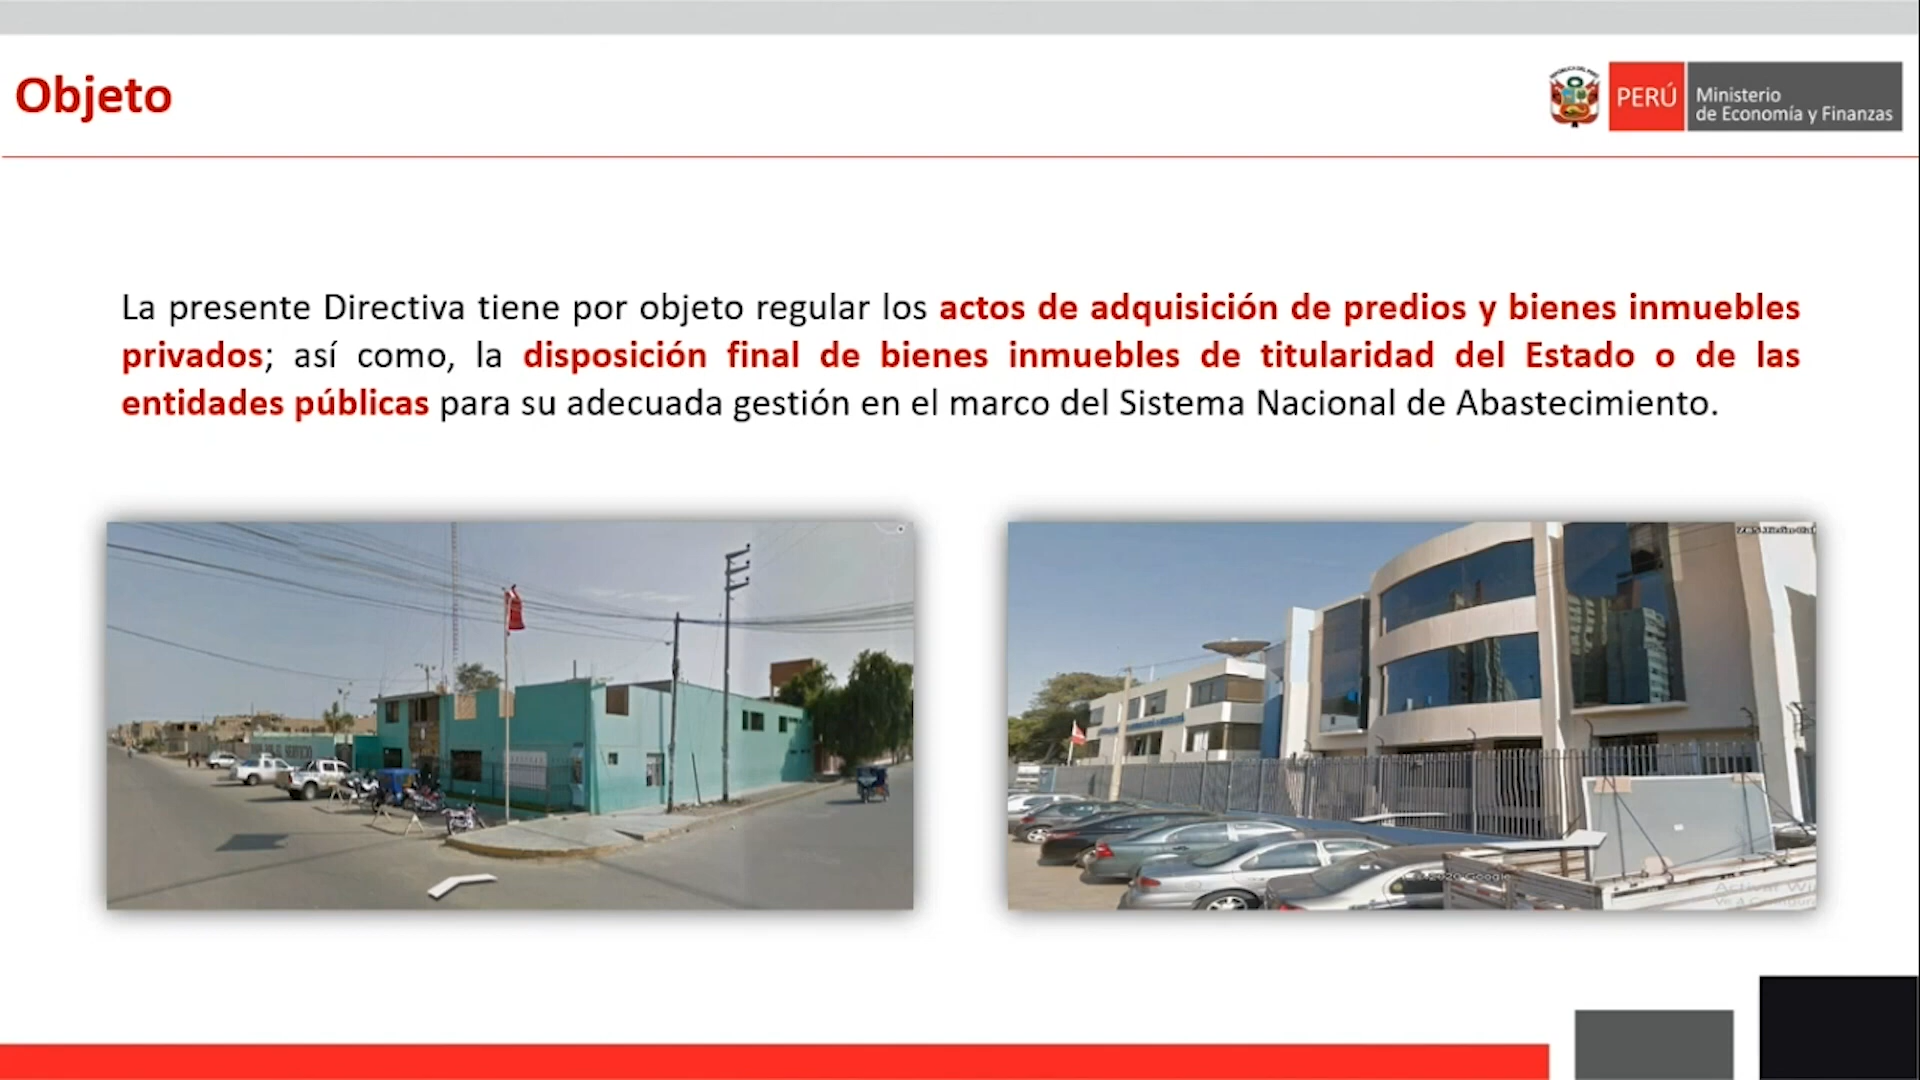 Objeto
PERÚ
Ministerio
de Economía y Finanzas
La presente Directiva tiene por objeto regular los actos de adquisición de predios y bienes inmuebles
privados; así como, la disposición final de bienes inmuebles de titularidad del Estado o de las
entidades públicas para su adecuada gestión en el marco del Sistema Nacional de Abastecimiento.
2020 Google